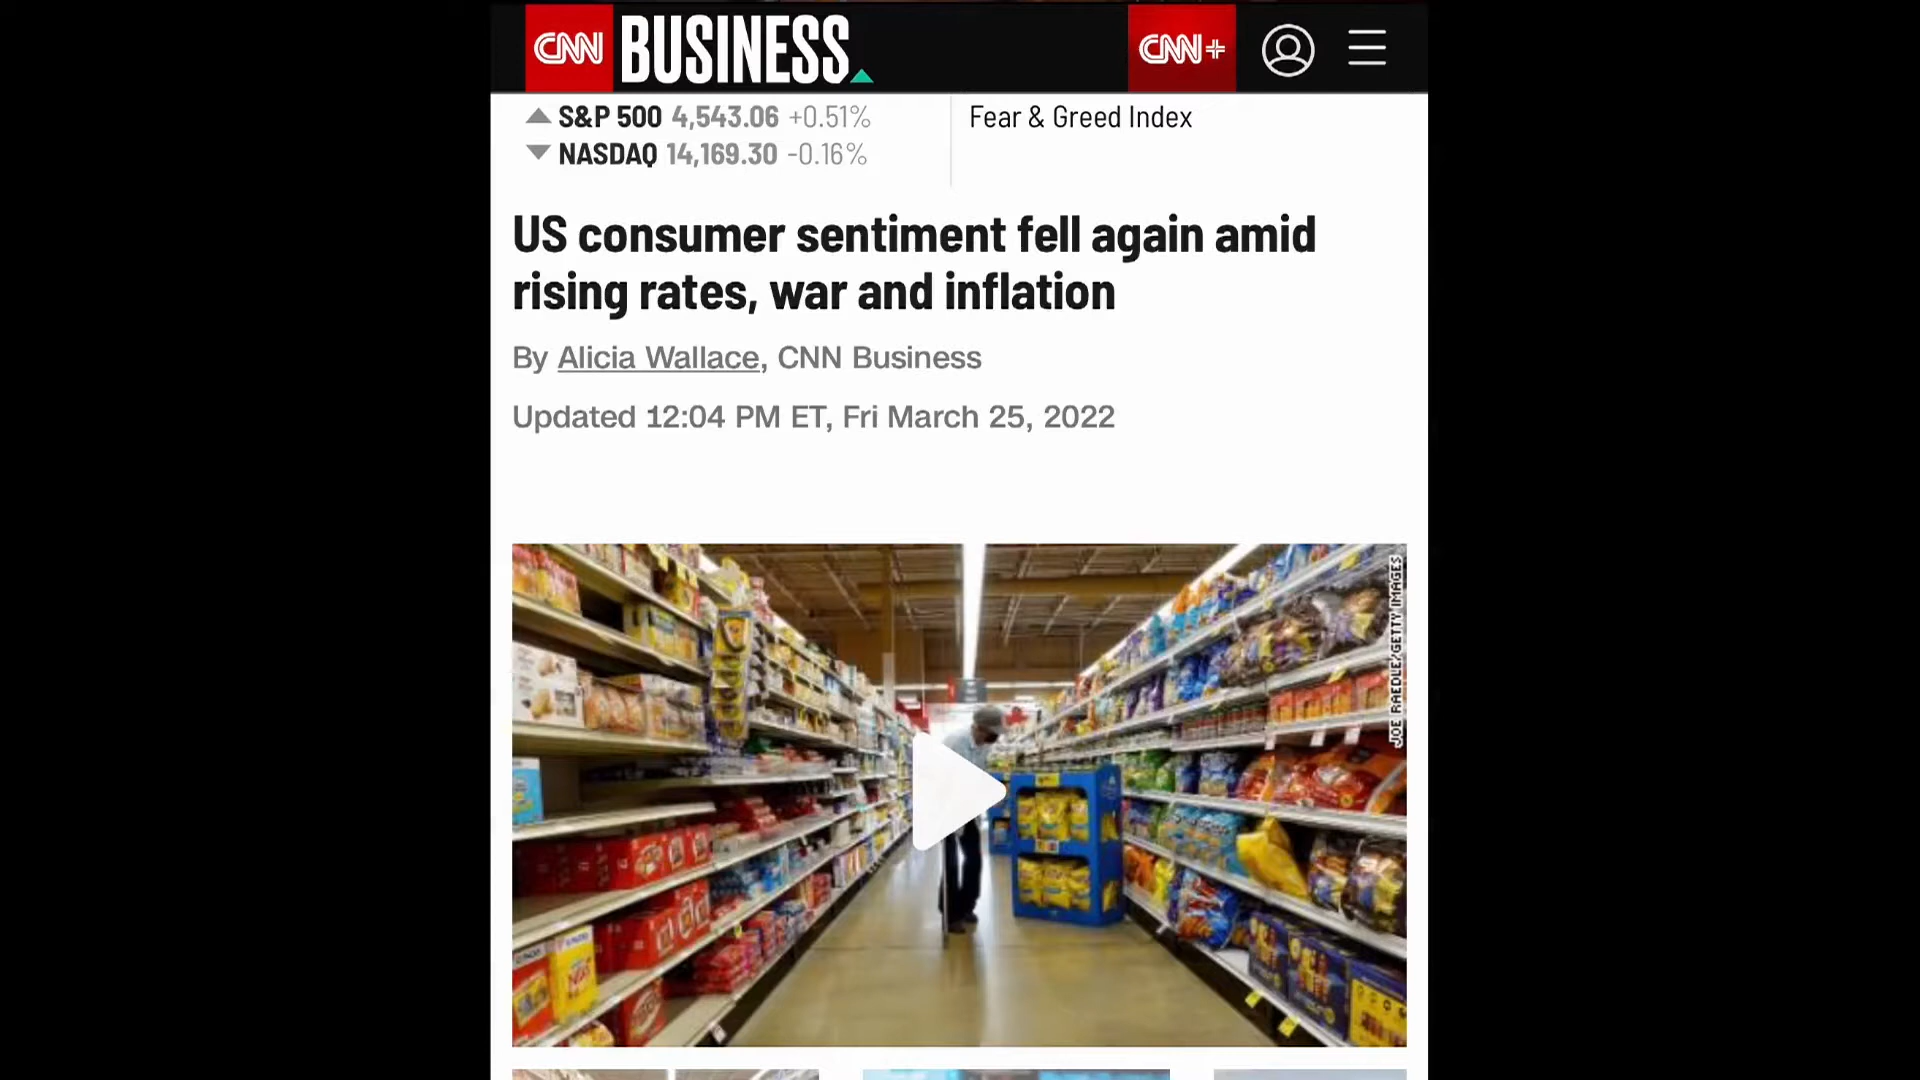 CNN BUSINESS
CNN+
S&P 500 4,543.06 +0.51%
NASDAQ 14,169.30 -0.16%
Fear & Greed Index
US consumer sentiment fell again amid
rising rates, war and inflation
By Alicia Wallace, CNN Business
Updated 12:04 PM ET, Fri March 25, 2022
JOE RAEDLE/GETTY IMAGES